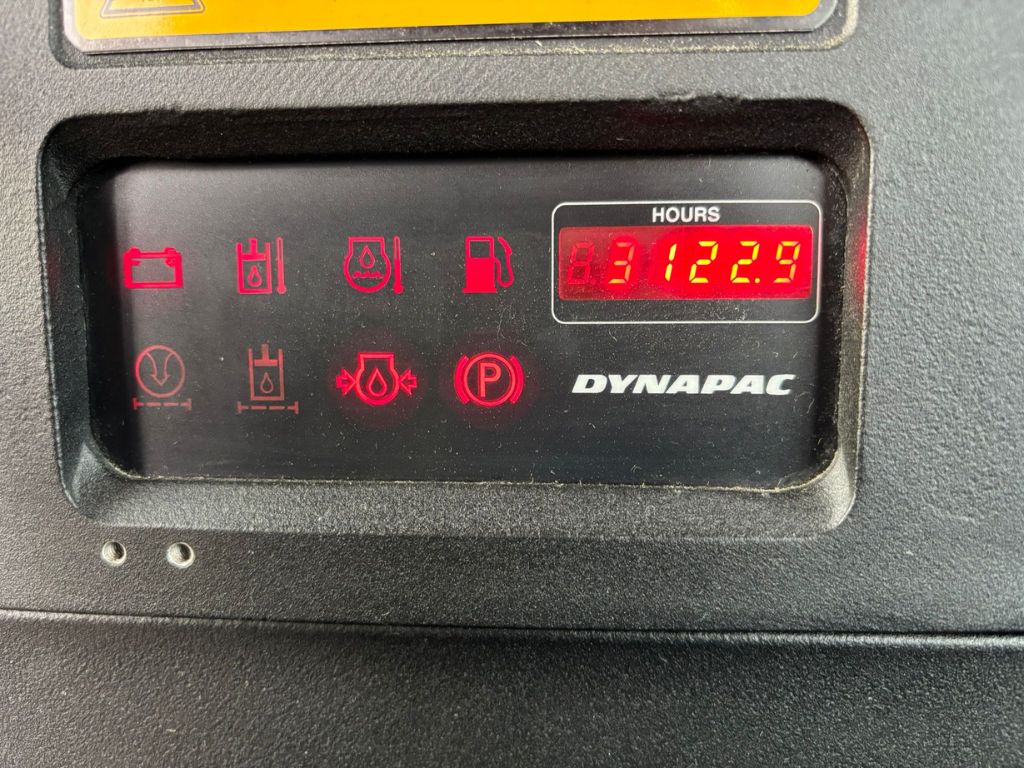 HOURS
3122.9
P
DYNAPAC